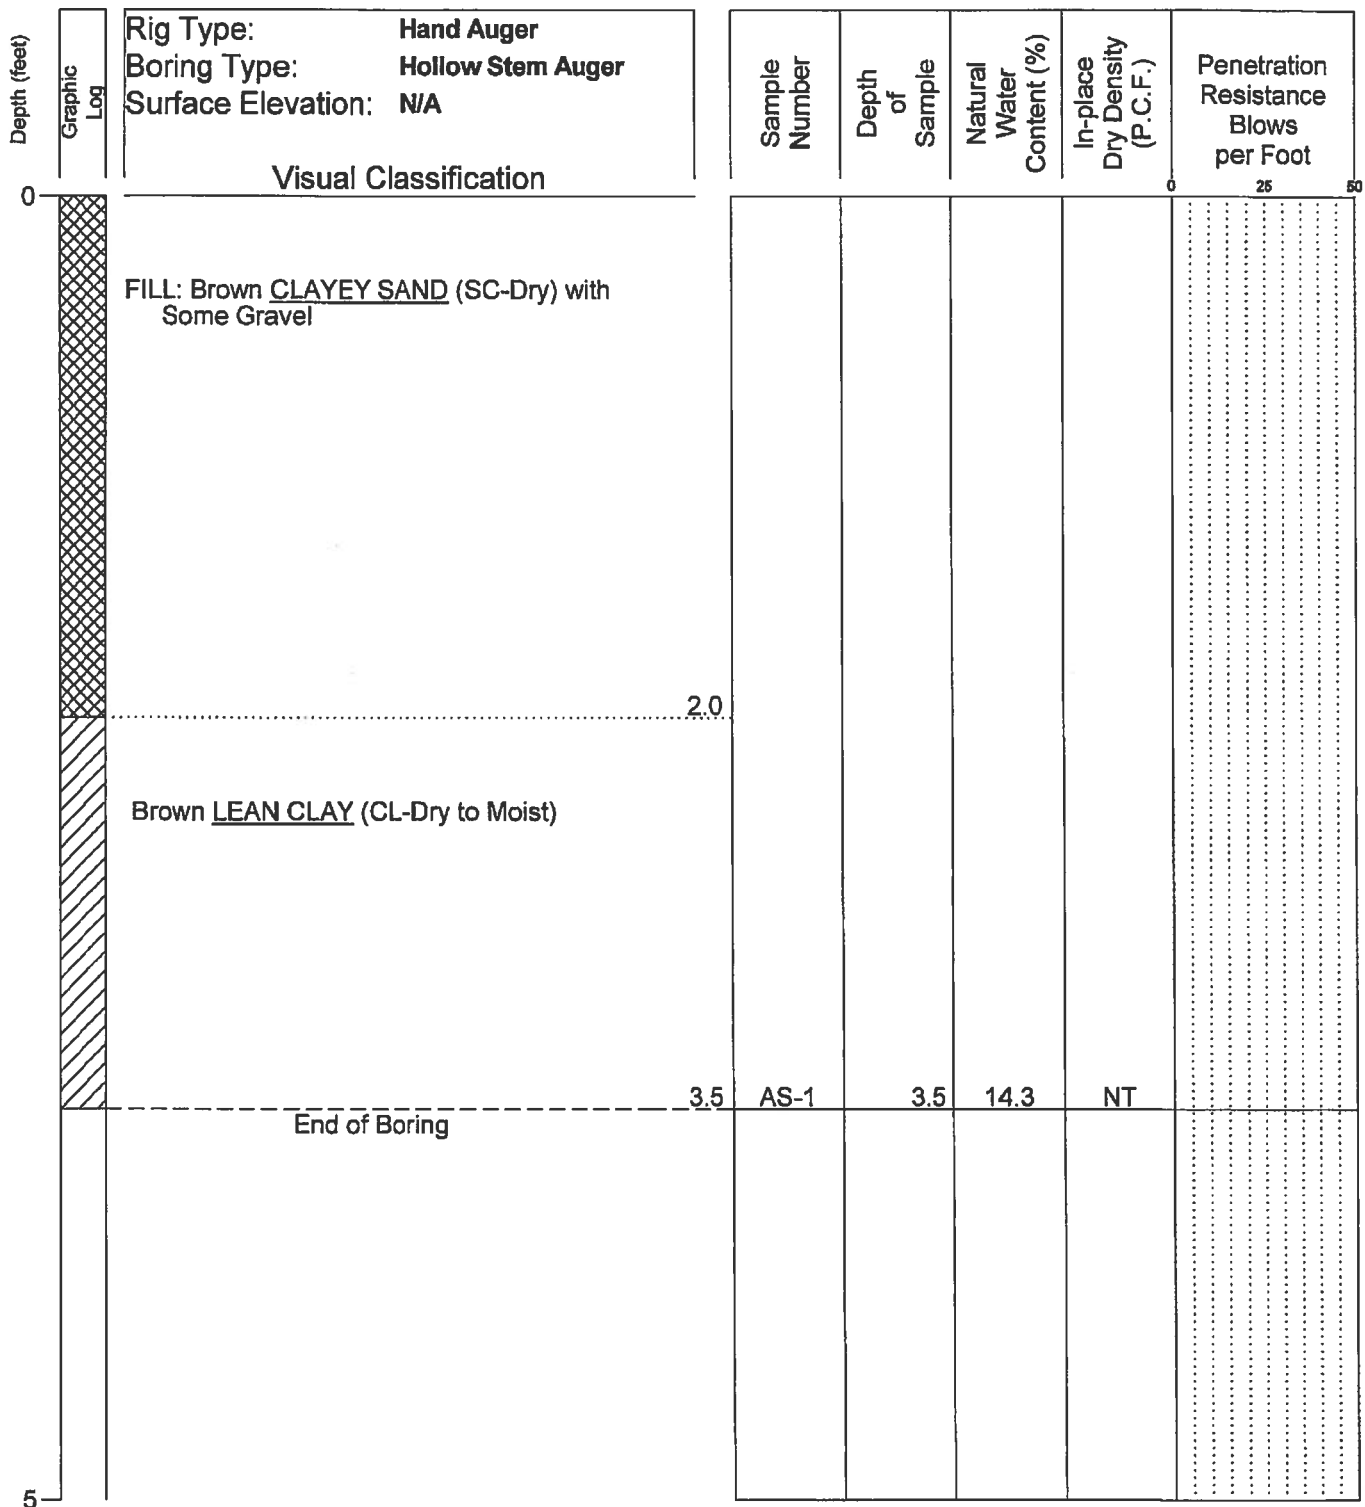 Depth (feet)
Graphic
Log
Rig Type: Hand Auger
Boring Type: Hollow Stem Auger
Surface Elevation: N/A
Visual Classification
Sample
Number
Depth
of
Sample
Natural
Water
Content (%)
In-place
Dry Density
(P.C.F.)
Penetration
Resistance
Blows
per Foot
0 25 50
0
FILL: Brown CLAYEY SAND (SC-Dry) with
Some Gravel
2.0
Brown LEAN CLAY (CL-Dry to Moist)
3.5 AS-1 3.5 14.3 NT
End of Boring
5